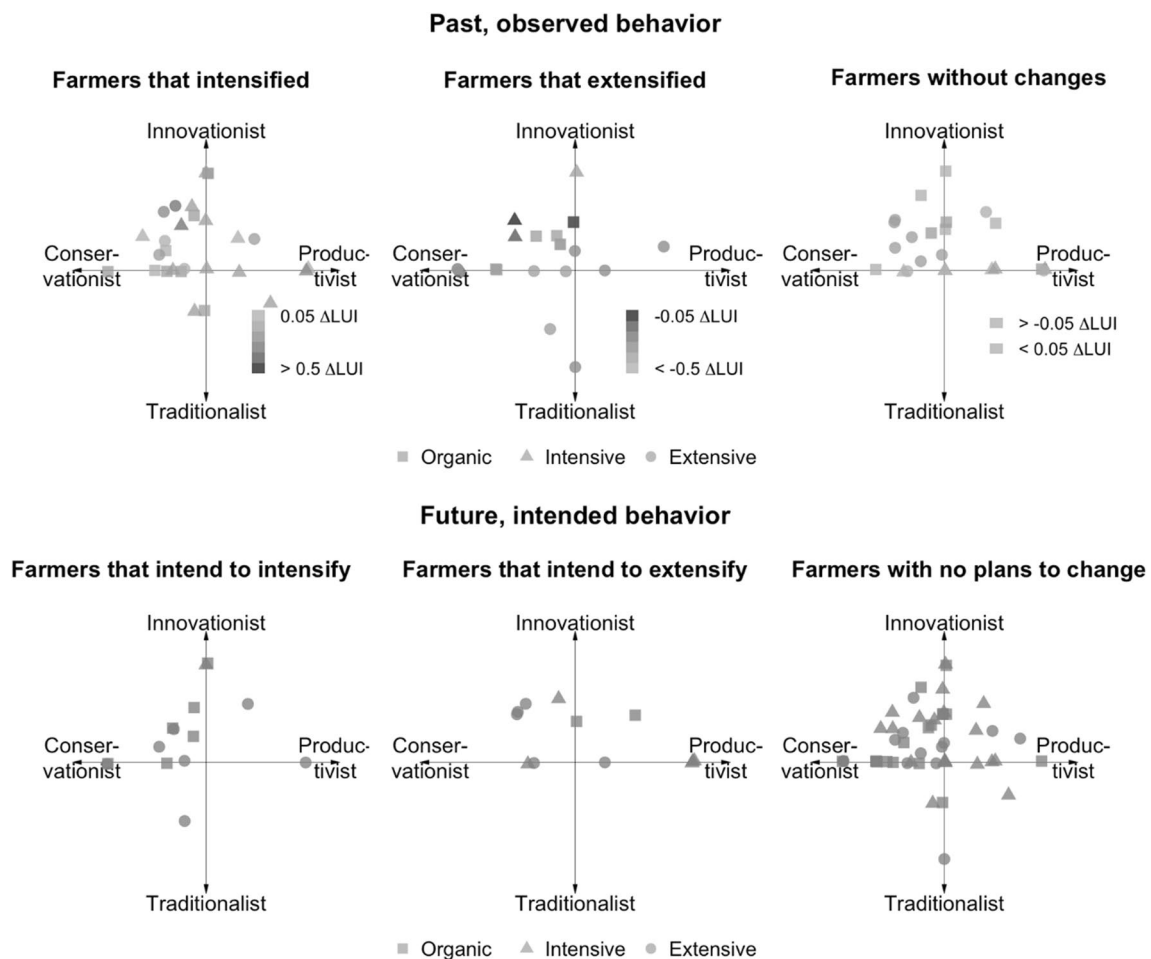 Past, observed behavior
Farmers that intensified
Farmers that extensified
Farmers without changes
Innovationist
Innovationist
Innovationist
Conser-
vationist
Produc-
tivist
Conser-
vationist
Produc-
tivist
Conser-
vationist
Produc-
tivist
0.05 ΔLUI
> 0.5 ΔLUI
-0.05 ΔLUI
< -0.5 ΔLUI
> -0.05 ΔLUI
< 0.05 ΔLUI
Traditionalist
Traditionalist
Traditionalist
Organic Intensive Extensive
Future, intended behavior
Farmers that intend to intensify
Farmers that intend to extensify
Farmers with no plans to change
Innovationist
Innovationist
Innovationist
Conser-
vationist
Produc-
tivist
Conser-
vationist
Produc-
tivist
Conser-
vationist
Produc-
tivist
Traditionalist
Traditionalist
Traditionalist
Organic Intensive Extensive